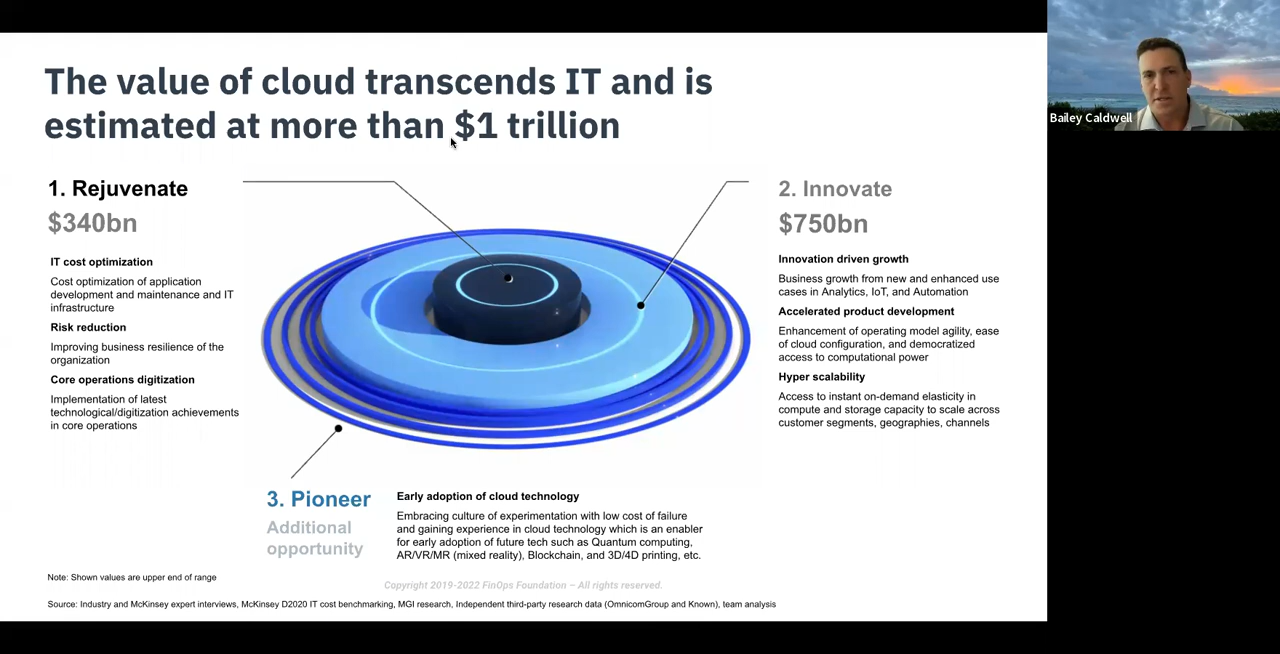 The value of cloud transcends IT and is
estimated at more than $1 trillion
Bailey Caldwell
1. Rejuvenate
$340bn
IT cost optimization
Cost optimization of application
development and maintenance and IT
infrastructure
Risk reduction
Improving business resilience of the
organization
Core operations digitization
Implementation of latest
technological/digitization achievements
in core operations
2. Innovate
$750bn
Innovation driven growth
Business growth from new and enhanced use
cases in Analytics, IoT, and Automation
Accelerated product development
Enhancement of operating model agility, ease
of cloud configuration, and democratized
access to computational power
Hyper scalability
Access to instant on-demand elasticity in
compute and storage capacity to scale across
customer segments, geographies, channels
3. Pioneer
Additional
opportunity
Early adoption of cloud technology
Embracing culture of experimentation with low cost of failure
and gaining experience in cloud technology which is an enabler
for early adoption of future tech such as Quantum computing,
AR/VR/MR (mixed reality), Blockchain, and 3D/4D printing, etc.
Note: Shown values are upper end of range
Copyright 2019-2022 FinOps Foundation – All rights reserved.
Source: Industry and McKinsey expert interviews, McKinsey D2020 IT cost benchmarking, MGI research, Independent third-party research data (OmnicomGroup and Known), team analysis